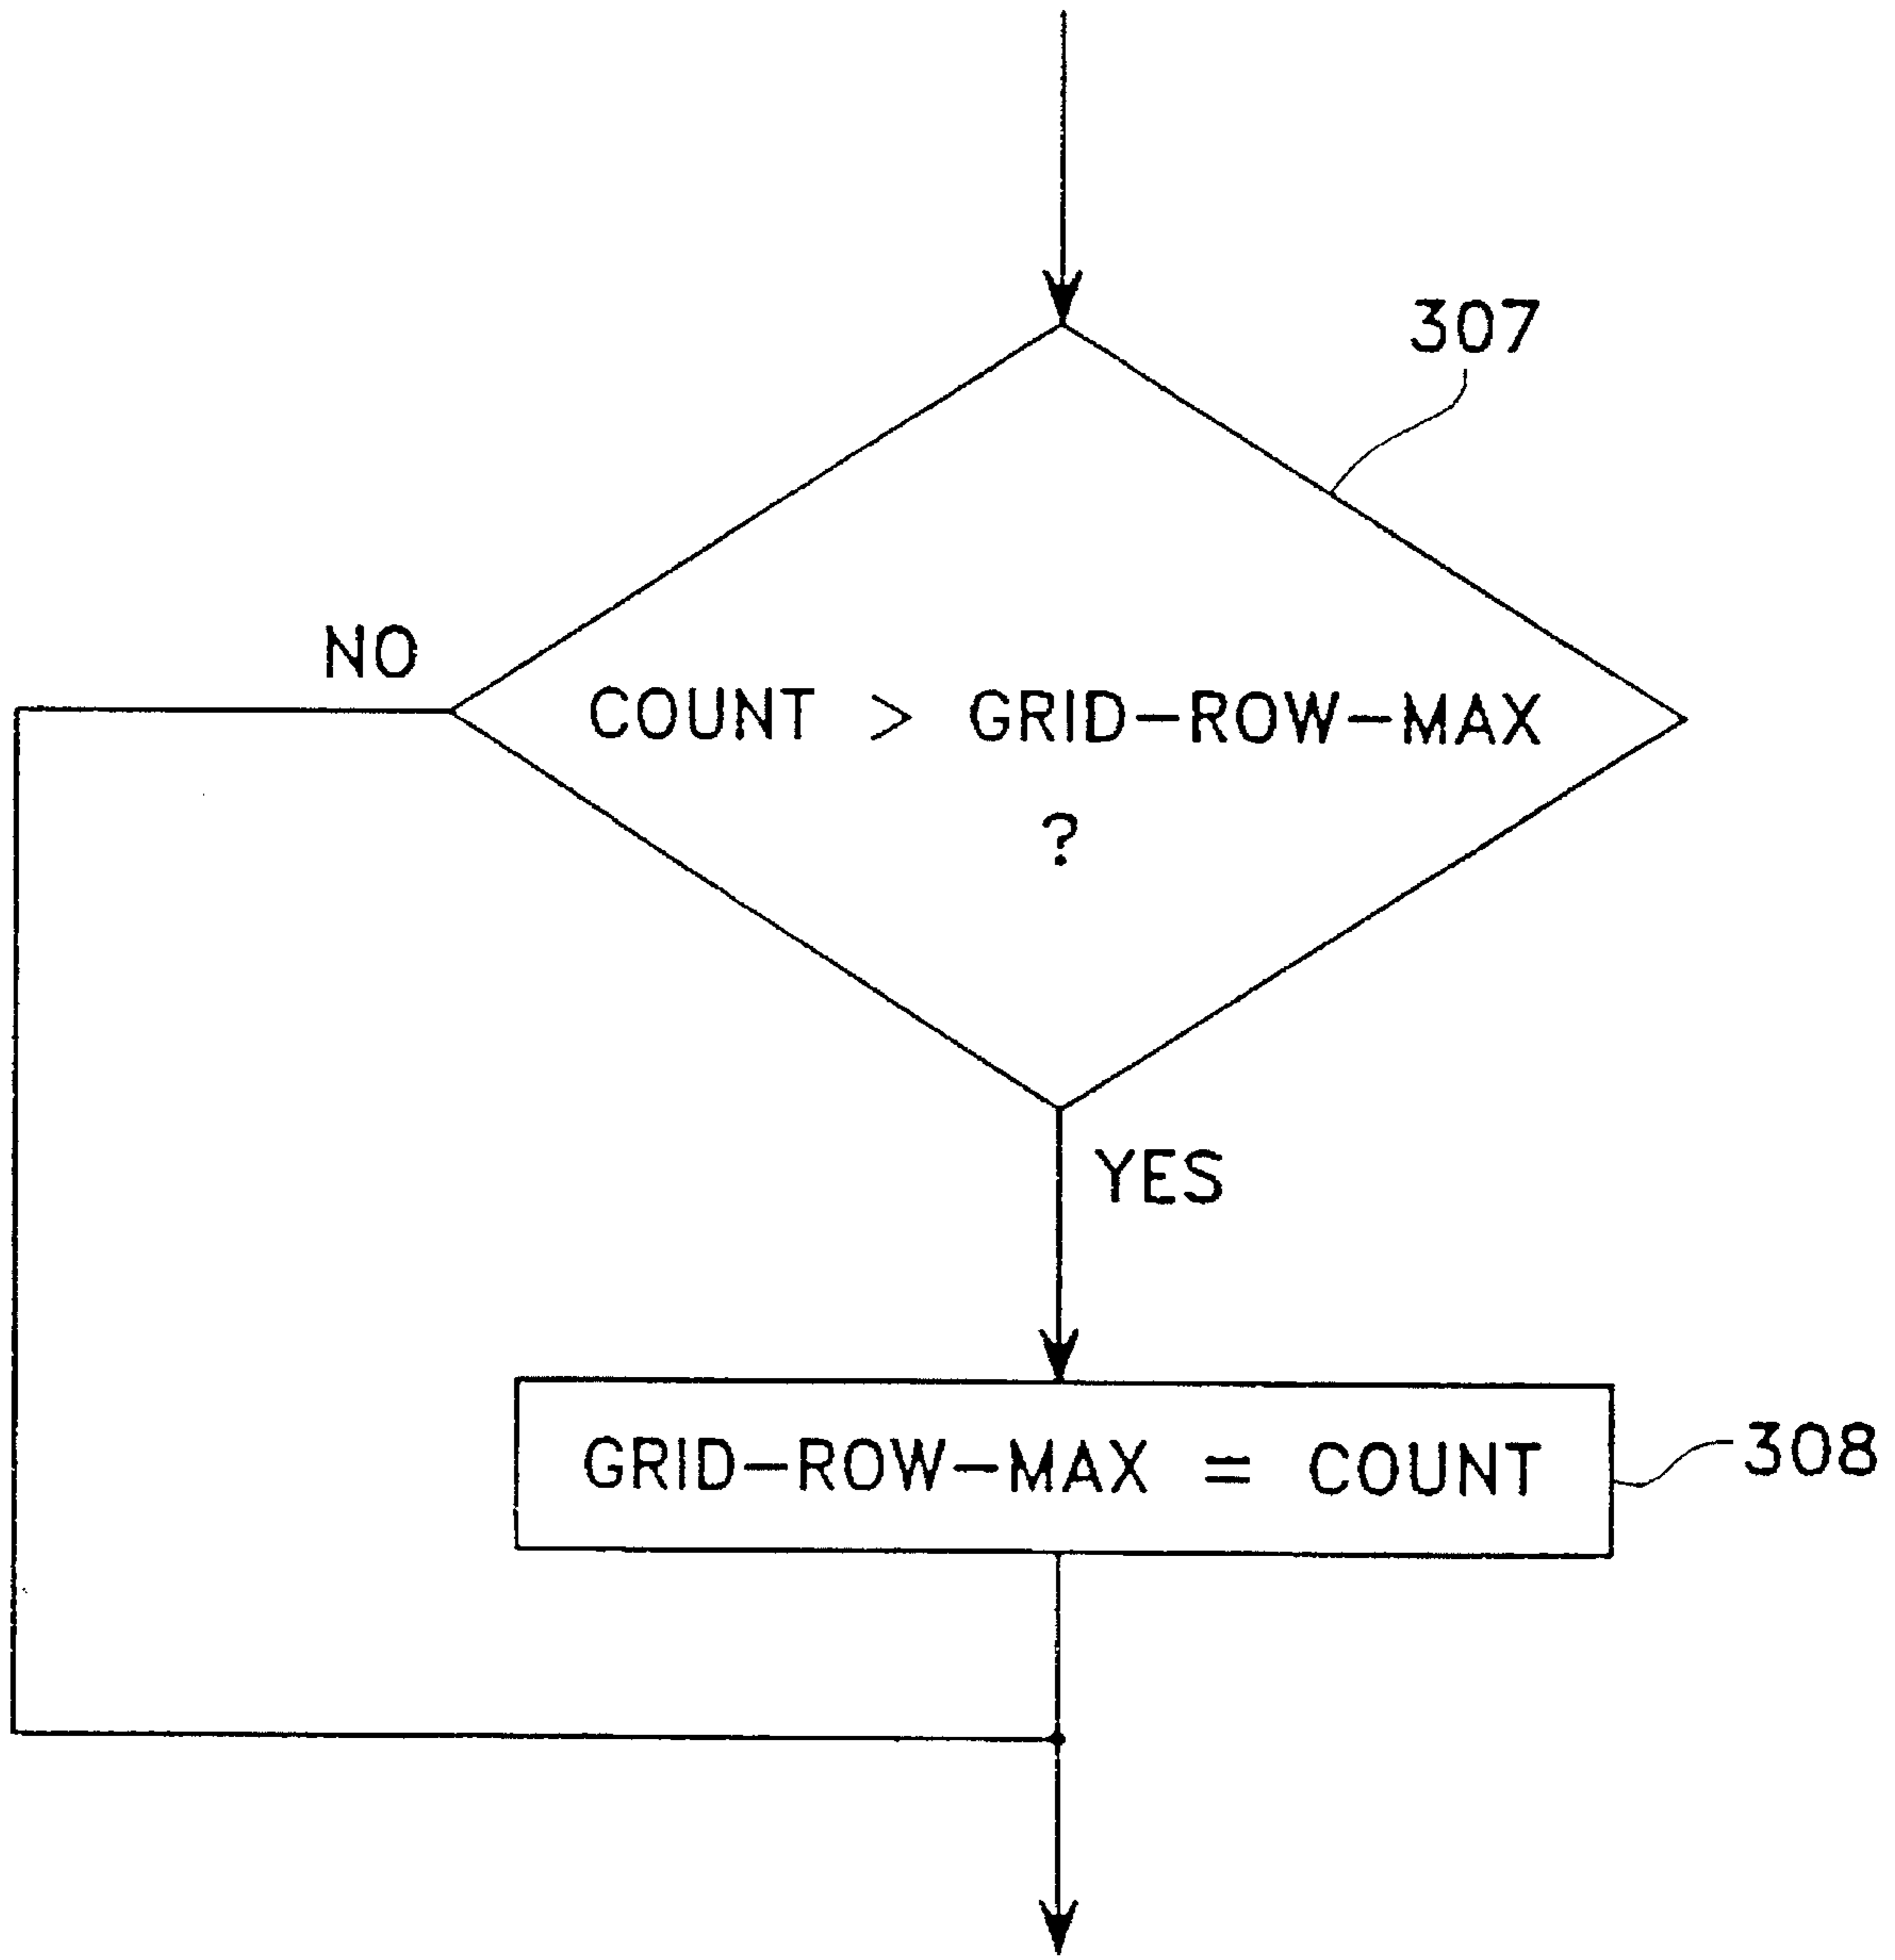 307
NO
COUNT > GRID-ROW-MAX
?
YES
GRID-ROW-MAX = COUNT
308